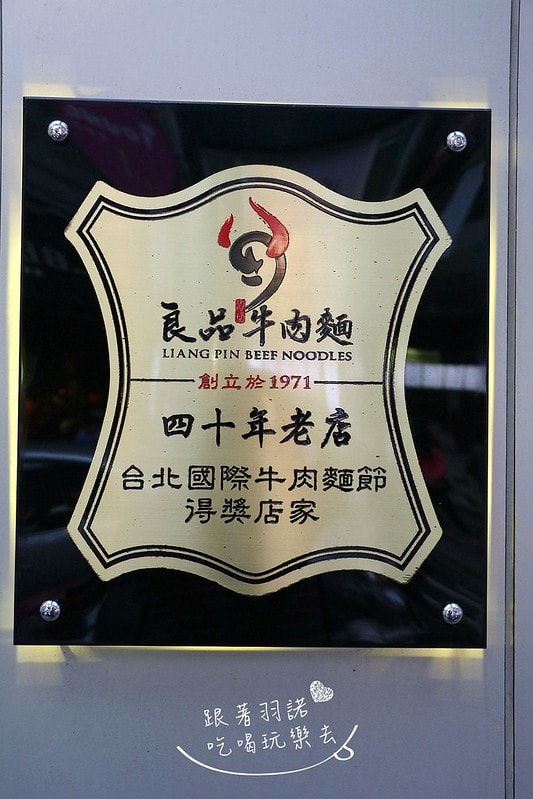 良品牛肉麵
LIANG PIN BEEF NOODLES
創立於1971
四十年老店
台北國際牛肉麵節
得獎店家
跟著羽諾
吃喝玩樂去